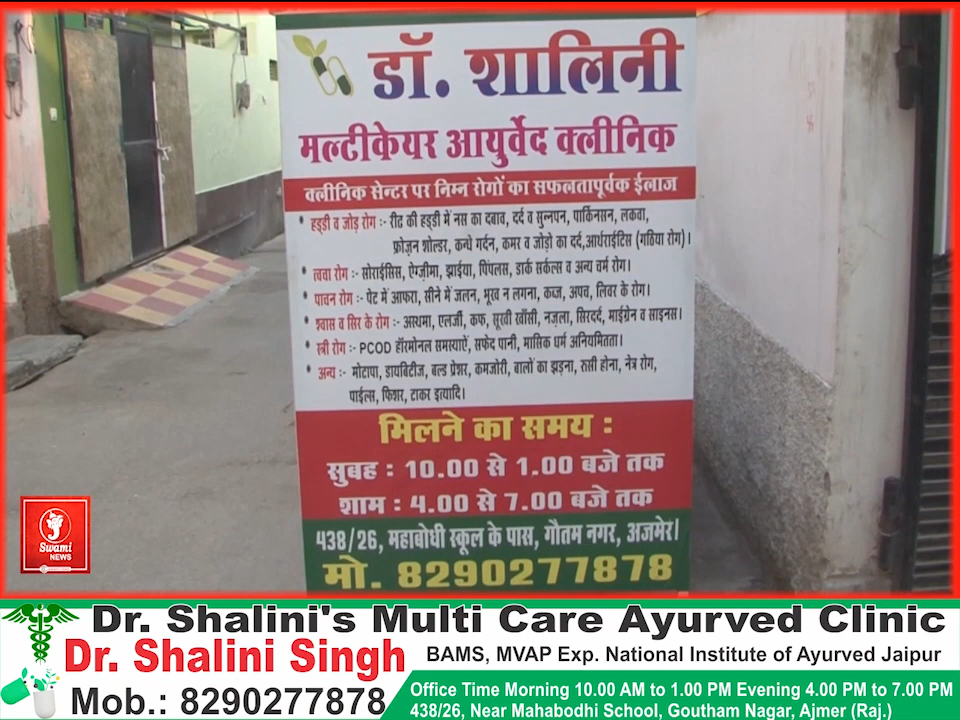 डॉ. शालिनी
मल्टीकेयर आयुर्वेद क्लीनिक
क्लीनिक सेन्टर पर निम्न रोगों का सफलतापूर्वक ईलाज
* हड्डी व जोड़ रोग :- रीट की हड्डी में नस का दबाव, दर्द व सुन्नपन, पार्किनसन, लकवा,
फ्रोज़न शोल्डर, कन्धे गर्दन, कमर व जोड़ो का दर्द,आर्थराईटिस (गठिया रोग)।
* त्वचा रोग :- सोराईसिस, ऐग्ज़ीमा, झाईया, पिंपलस, डार्क सर्कल्स व अन्य चर्म रोग।
* पाचन रोग :- पेट में आफरा, सीने में जलन, भूख न लगना, कब्ज, अपच, लिवर के रोग।
* श्वास व सिर के रोग :- अस्थमा, एलर्जी, कफ, सूखी खाँसी, नज़ला, सिरदर्द, माईग्रेन व साइनस।
* स्त्री रोग :- PCOD हॉरमोनल समस्याऐं, सफेद पानी, मासिक धर्म अनियमितता।
* अन्य :- मोटापा, डायबिटीज, बल्ड प्रेशर, कमजोरी, बालों का झड़ना, रूसी होना, नेत्र रोग,
पाईल्स, फिशर, टाकर इत्यादि।
मिलने का समय :
सुबह : 10.00 से 1.00 बजे तक
शाम : 4.00 से 7.00 बजे तक
438/26, महाबोधी स्कूल के पास, गौतम नगर, अजमेर।
मो. 8290277878
Swami
NEWS
Dr. Shalini's Multi Care Ayurved Clinic
Dr. Shalini Singh
BAMS, MVAP Exp. National Institute of Ayurved Jaipur
Mob.: 8290277878
Office Time Morning 10.00 AM to 1.00 PM Evening 4.00 PM to 7.00 PM
438/26, Near Mahabodhi School, Goutham Nagar, Ajmer (Raj.)